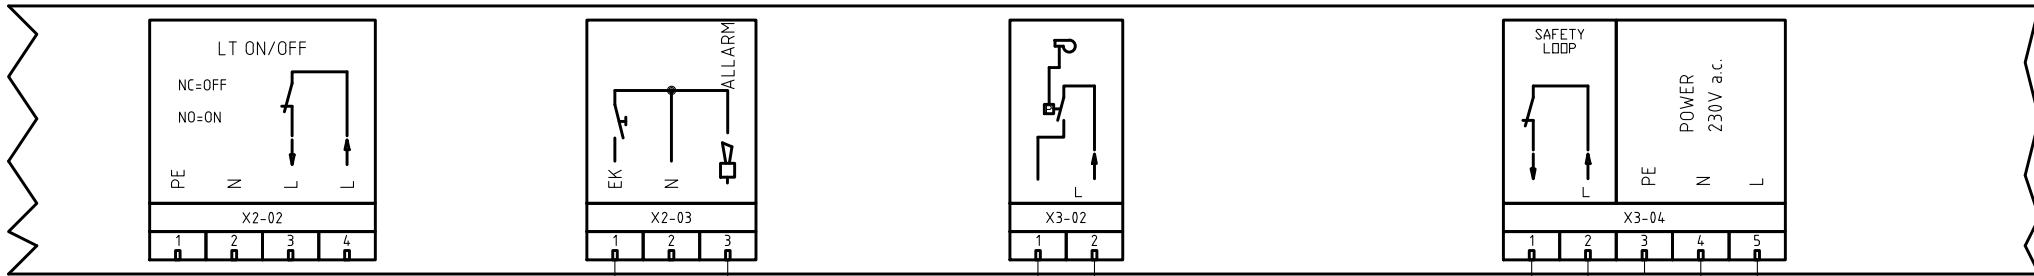 LT ON/OFF
NC=OFF
NO=ON
PE N L L
X2-02
1 2 3 4
ALLARM
EK N
X2-03
1 2 3
L
X3-02
1 2
SAFETY
LOOP
L
POWER
230V a.c.
PE N L
X3-04
1 2 3 4 5